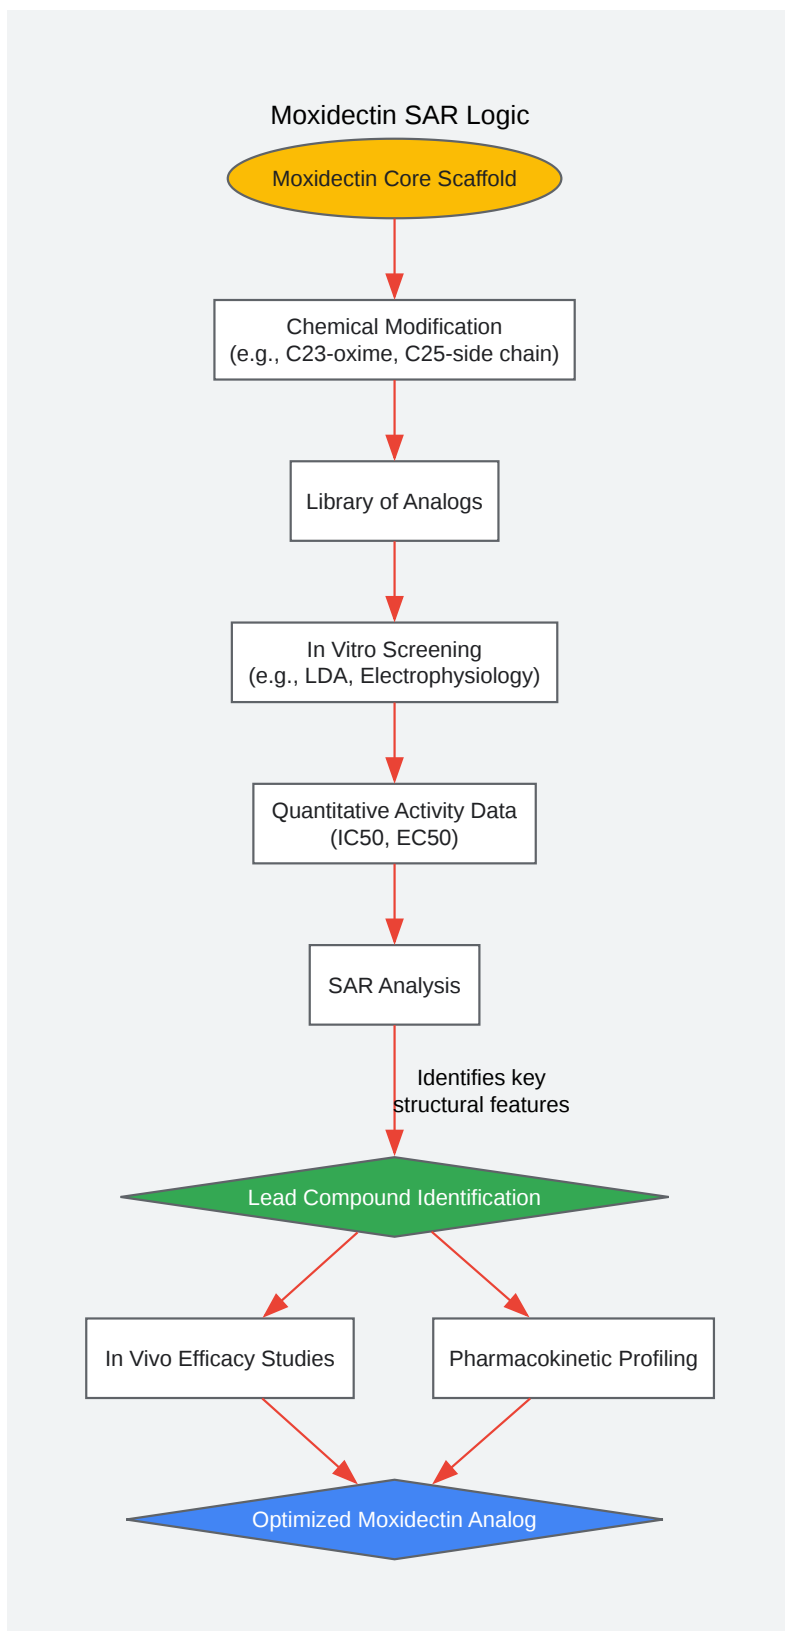 Moxidectin SAR Logic
Moxidectin Core Scaffold
Chemical Modification
(e.g., C23-oxime, C25-side chain)
Library of Analogs
In Vitro Screening
(e.g., LDA, Electrophysiology)
Quantitative Activity Data
(IC50, EC50)
SAR Analysis
Identifies key
structural features
Lead Compound Identification
In Vivo Efficacy Studies
Pharmacokinetic Profiling
Optimized Moxidectin Analog